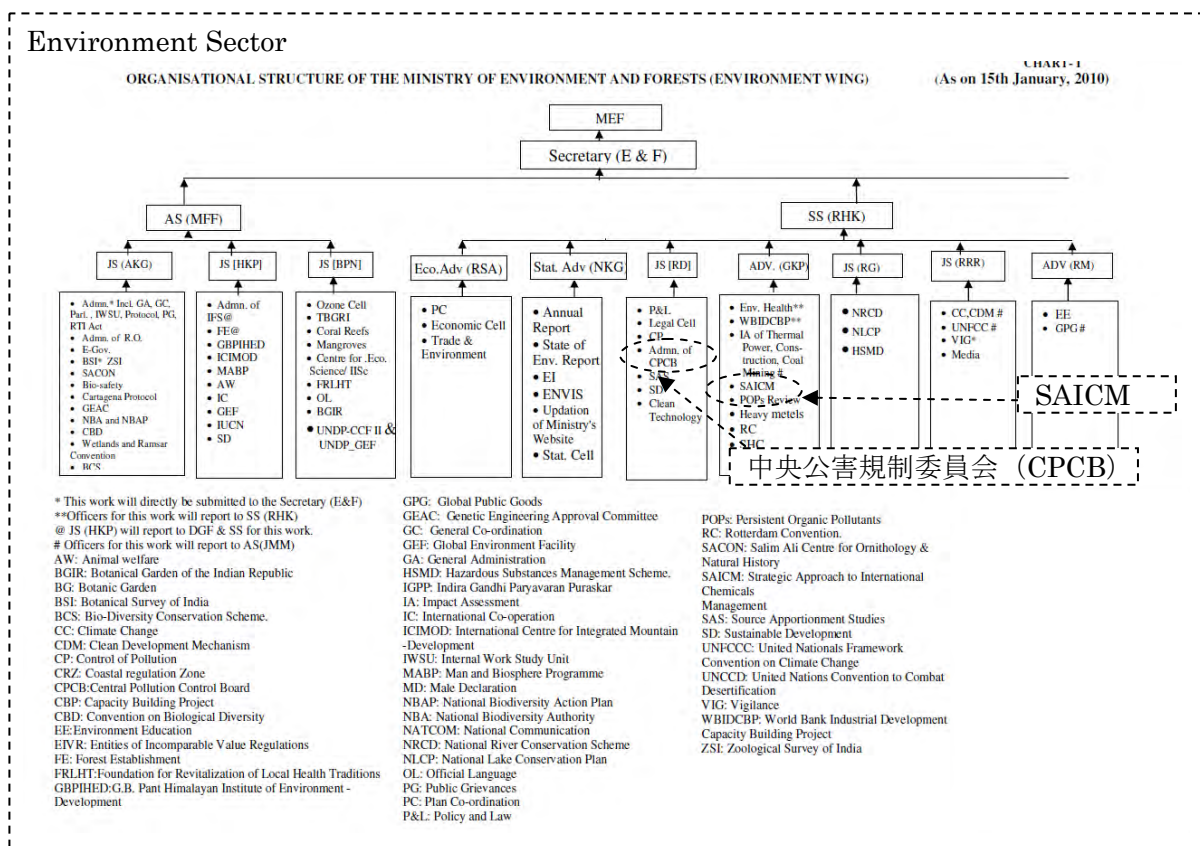 Environment Sector
CHART-1
ORGANISATIONAL STRUCTURE OF THE MINISTRY OF ENVIRONMENT AND FORESTS (ENVIRONMENT WING)
(As on 15th January, 2010)
MEF
Secretary (E & F)
AS (MFF)
SS (RHK)
JS (AKG)
JS [HKP]
JS [BPN]
Eco.Adv (RSA)
Stat. Adv (NKG)
JS [RD]
ADV. (GKP)
JS (RG)
JS (RRR)
ADV (RM)
• Admn.* Incl. GA, GC,
Parl. , IWSU, Protocol, PG,
RTI Act
• Admn. of R.O.
• E-Gov.
• BSI* ZSI
• SACON
• Bio-safety
• Cartagena Protocol
• GEAC
• NBA and NBAP
• CBD
• Wetlands and Ramsar
Convention
• BCS
• Admn. of
IFS@
• FE@
• GBPIHED
• ICIMOD
• MABP
• AW
• IC
• GEF
• IUCN
• SD
• Ozone Cell
• TBGRI
• Coral Reefs
• Mangroves
• Centre for .Eco.
Science/ IISc
• FRLHT
• OL
• BGIR
• UNDP-CCF II &
UNDP_GEF
• PC
• Economic Cell
• Trade &
Environment
• Annual
Report
• State of
Env. Report
• EI
• ENVIS
• Updation
of Ministry's
Website
• Stat. Cell
• P&L
• Legal Cell
• CP
• Admn. of
CPCB
• SAS
• SD
• Clean
Technology
• Env. Health**
• WBIDCBP**
• IA of Thermal
Power, Cons-
truction, Coal
Mining #
• SAICM
• POPs Review
• Heavy metels
• RC
• SHC
• NRCD
• NLCP
• HSMD
• CC,CDM #
• UNFCC #
• VIG*
• Media
• EE
• GPG #
SAICM
中央公害規制委員会（CPCB）
* This work will directly be submitted to the Secretary (E&F)
**Officers for this work will report to SS (RHK)
@ JS (HKP) will report to DGF & SS for this work.
# Officers for this work will report to AS(JMM)
AW: Animal welfare
BGIR: Botanical Garden of the Indian Republic
BG: Botanic Garden
BSI: Botanical Survey of India
BCS: Bio-Diversity Conservation Scheme.
CC: Climate Change
CDM: Clean Development Mechanism
CP: Control of Pollution
CRZ: Coastal regulation Zone
CPCB:Central Pollution Control Board
CBP: Capacity Building Project
CBD: Convention on Biological Diversity
EE:Environment Education
EIVR: Entities of Incomparable Value Regulations
FE: Forest Establishment
FRLHT:Foundation for Revitalization of Local Health Traditions
GBPIHED:G.B. Pant Himalayan Institute of Environment -
Development
GPG: Global Public Goods
GEAC: Genetic Engineering Approval Committee
GC: General Co-ordination
GEF: Global Environment Facility
GA: General Administration
HSMD: Hazardous Substances Management Scheme.
IGPP: Indira Gandhi Paryavaran Puraskar
IA: Impact Assessment
IC: International Co-operation
ICIMOD: International Centre for Integrated Mountain
-Development
IWSU: Internal Work Study Unit
MABP: Man and Biosphere Programme
MD: Male Declaration
NBAP: National Biodiversity Action Plan
NBA: National Biodiversity Authority
NATCOM: National Communication
NRCD: National River Conservation Scheme
NLCP: National Lake Conservation Plan
OL: Official Language
PG: Public Grievances
PC: Plan Co-ordination
P&L: Policy and Law
POPs: Persistent Organic Pollutants
RC: Rotterdam Convention.
SACON: Salim Ali Centre for Ornithology &
Natural History
SAICM: Strategic Approach to International
Chemicals
Management
SAS: Source Apportionment Studies
SD: Sustainable Development
UNFCCC: United Nationals Framework
Convention on Climate Change
UNCCD: United Nations Convention to Combat
Desertification
VIG: Vigilance
WBIDCBP: World Bank Industrial Development
Capacity Building Project
ZSI: Zoological Survey of India